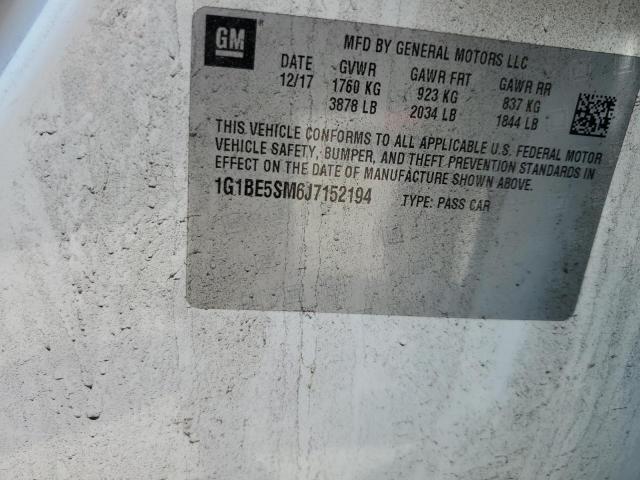 GM ®
MFD BY GENERAL MOTORS LLC
DATE GVWR GAWR FRT GAWR RR
12/17 1760 KG 923 KG 837 KG
3878 LB 2034 LB 1844 LB
THIS VEHICLE CONFORMS TO ALL APPLICABLE U.S. FEDERAL MOTOR
VEHICLE SAFETY, BUMPER, AND THEFT PREVENTION STANDARDS IN
EFFECT ON THE DATE OF MANUFACTURE SHOWN ABOVE.
1G1BE5SM6J7152194 TYPE: PASS CAR